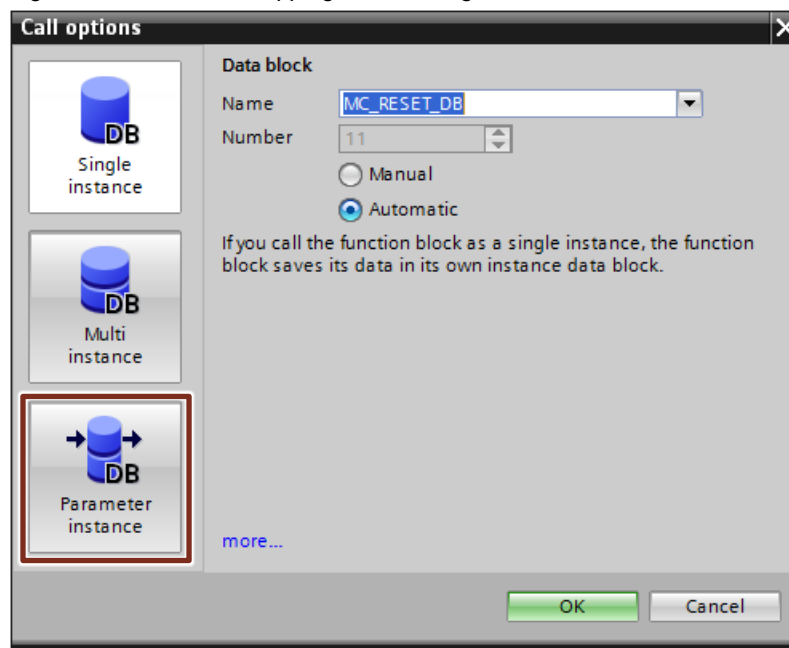 Call options
Data block
Name MC_RESET_DB
Number 11
Manual
Automatic
If you call the function block as a single instance, the function
block saves its data in its own instance data block.
DB
Single
instance
DB
Multi
instance
DB
Parameter
instance
more...
OK Cancel